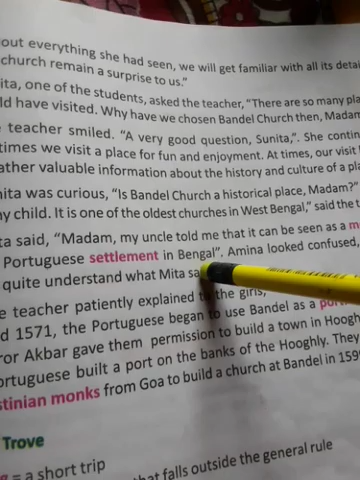 out everything she had seen, we will get familiar with all its detai
church remain a surprise to us."
ita, one of the students, asked the teacher, "There are so many pla
ld have visited. Why have we chosen Bandel Church then, Madam
e teacher smiled. "A very good question, Sunita,". She contin
times we visit a place for fun and enjoyment. At times, our visit
ather valuable information about the history and culture of a pla
nita was curious, "Is Bandel Church a historical place, Madam?"
ny child. It is one of the oldest churches in West Bengal," said the t
ta said, "Madam, my uncle told me that it can be seen as a m
Portuguese settlement in Bengal". Amina looked confused,
quite understand what Mita sa
e teacher patiently explained to the girls,
d 1571, the Portuguese began to use Bandel as a port
ror Akbar gave them permission to build a town in Hoogh
ortuguese built a port on the banks of the Hooghly. They
stinian monks from Goa to build a church at Bandel in 1599
Trove
= a short trip
that falls outside the general rule